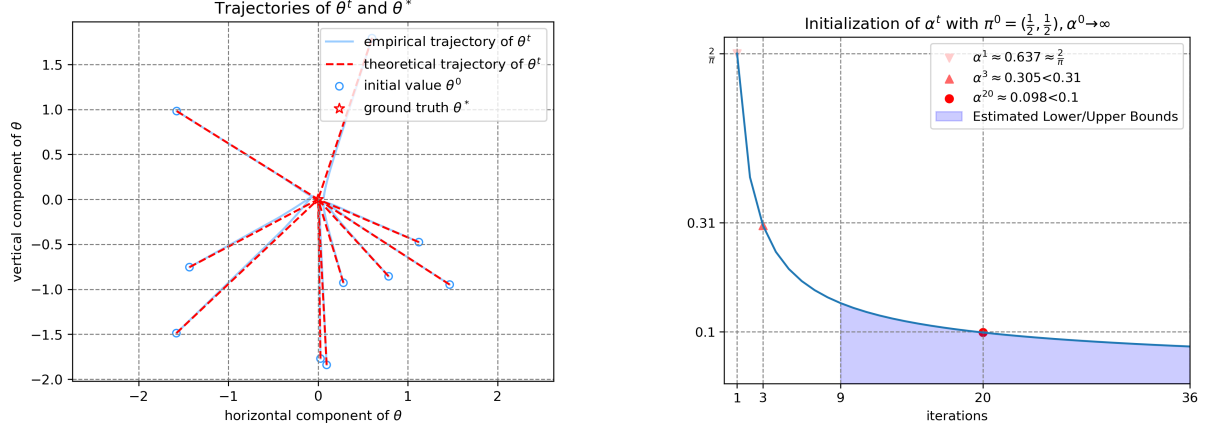 Trajectories of θ^t and θ^*
empirical trajectory of θ^t
theoretical trajectory of θ^t
initial value θ^0
ground truth θ^*
vertical component of θ
1.5
1.0
0.5
0.0
−0.5
−1.0
−1.5
−2.0
−2
−1
0
1
2
horizontal component of θ
Initialization of α^t with π^0 = (1/2, 1/2), α^0→∞
α^1 ≈ 0.637 ≈ 2/π
α^3 ≈ 0.305<0.31
α^20 ≈ 0.098<0.1
Estimated Lower/Upper Bounds
2/π
0.31
0.1
1
3
9
20
36
iterations